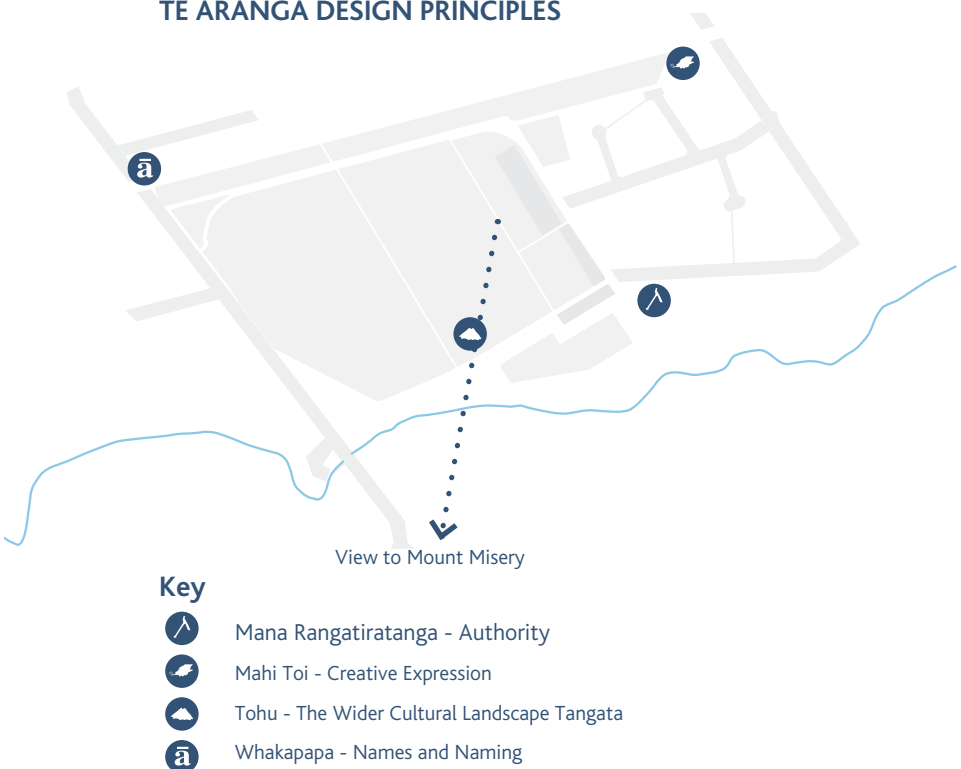 TE ARANGA DESIGN PRINCIPLES
ā
View to Mount Misery
Key
Mana Rangatiratanga - Authority
Mahi Toi - Creative Expression
Tohu - The Wider Cultural Landscape Tangata
ā Whakapapa - Names and Naming